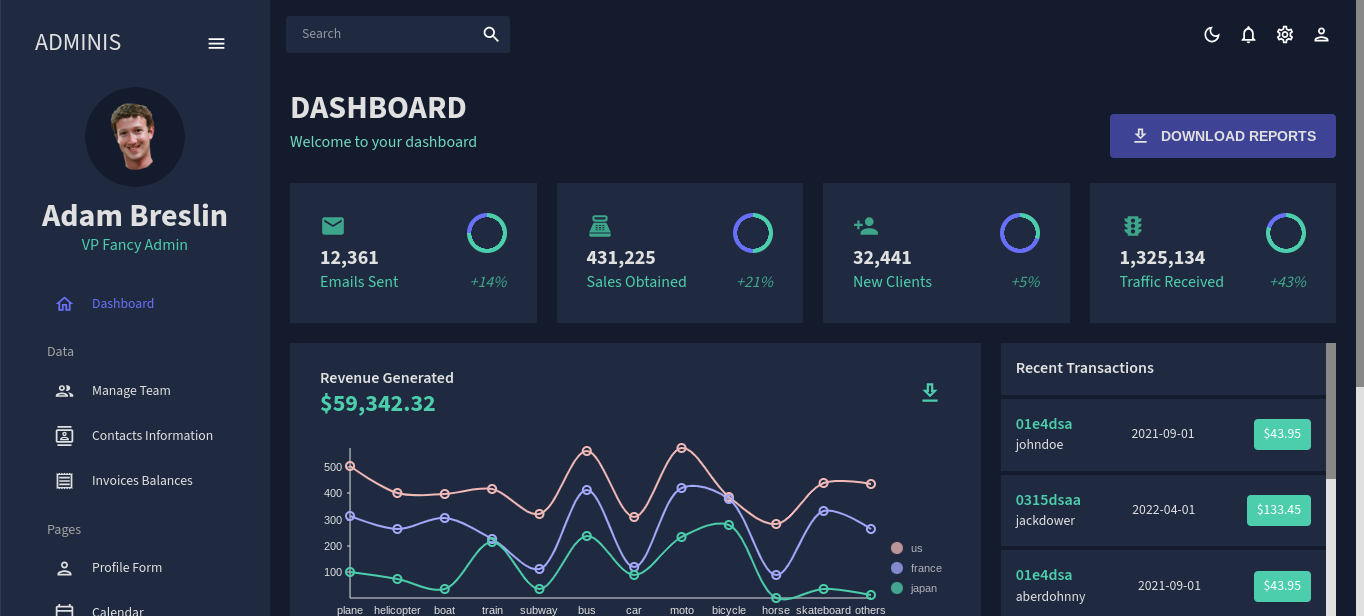 ADMINIS
Search
Adam Breslin
VP Fancy Admin
Dashboard
Data
Manage Team
Contacts Information
Invoices Balances
Pages
Profile Form
Calendar
DASHBOARD
Welcome to your dashboard
DOWNLOAD REPORTS
12,361
Emails Sent +14%
431,225
Sales Obtained +21%
32,441
New Clients +5%
1,325,134
Traffic Received +43%
Revenue Generated
$59,342.32
500
400
300
200
100
plane helicopter boat train subway bus car moto bicycle horse skateboard others
us
france
japan
Recent Transactions
01e4dsa
johndoe
2021-09-01
$43.95
0315dsaa
jackdower
2022-04-01
$133.45
01e4dsa
aberdohnny
2021-09-01
$43.95